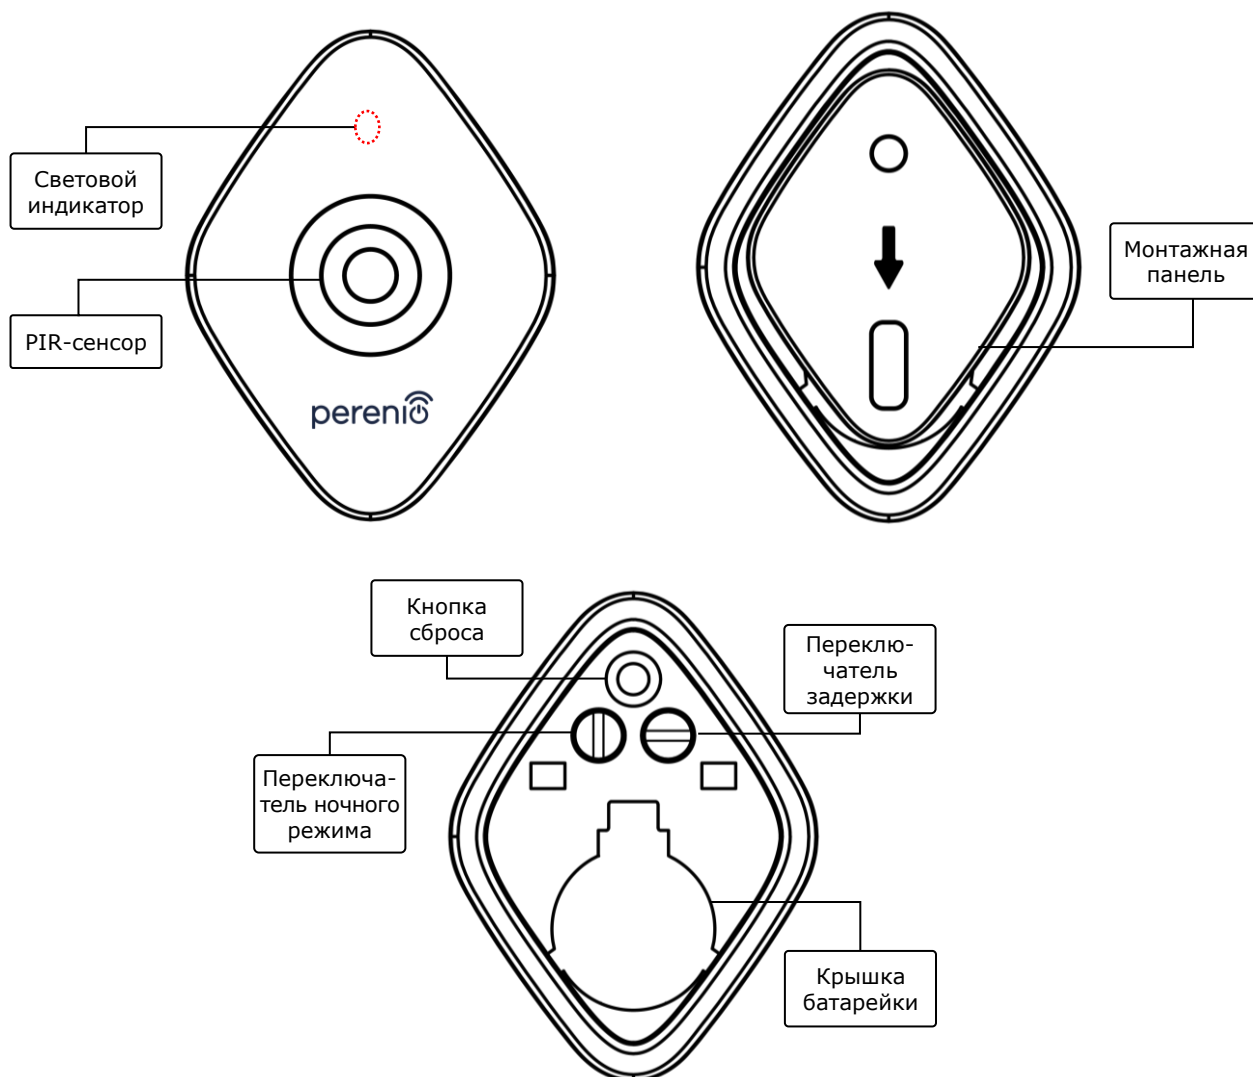 Световой
индикатор
PIR-сенсор
perenio
Монтажная
панель
Кнопка
сброса
Переклю-
чатель
задержки
Переключа-
тель ночного
режима
Крышка
батарейки